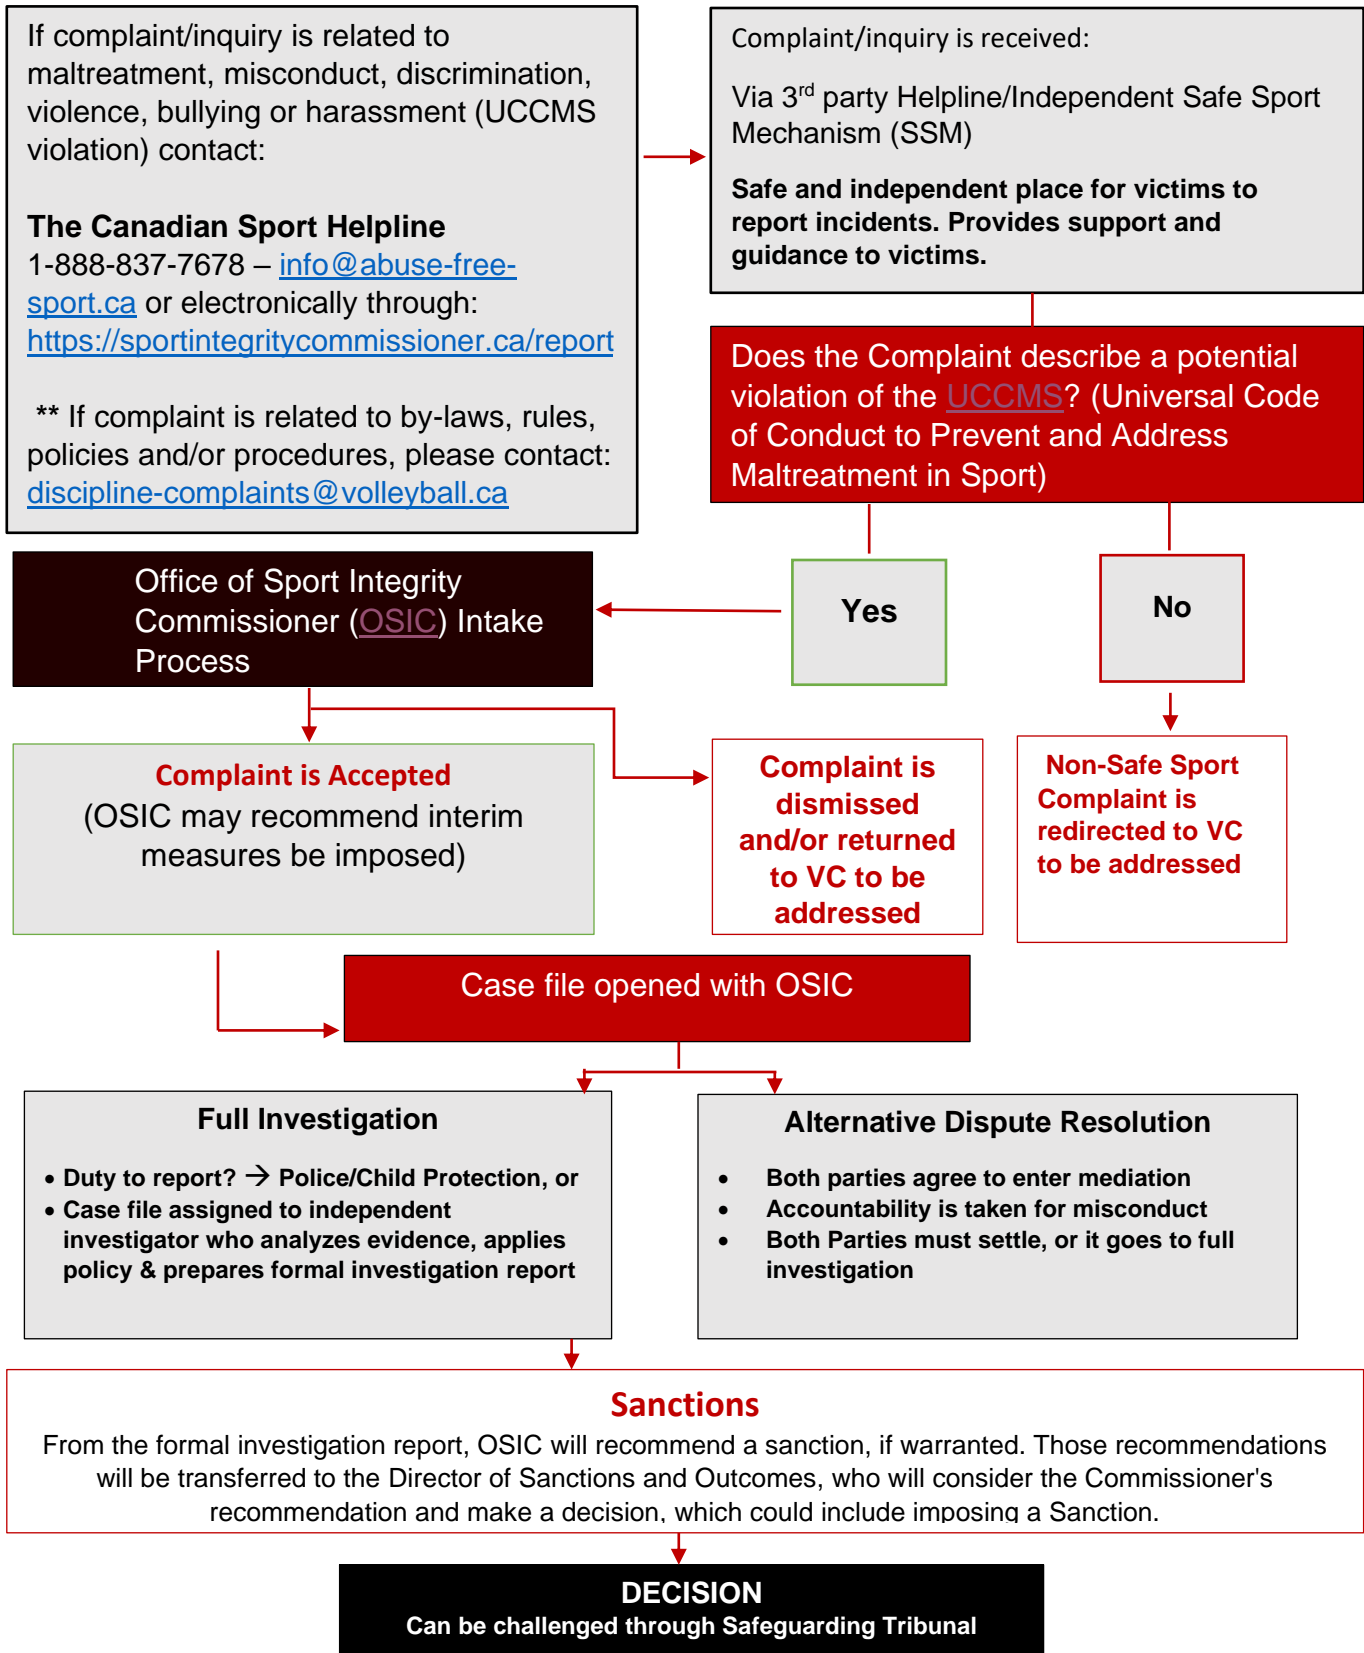 If complaint/inquiry is related to
maltreatment, misconduct, discrimination,
violence, bullying or harassment (UCCMS
violation) contact:
The Canadian Sport Helpline
1-888-837-7678 – info@abuse-free-
sport.ca or electronically through:
https://sportintegritycommissioner.ca/report
** If complaint is related to by-laws, rules,
policies and/or procedures, please contact:
discipline-complaints@volleyball.ca
Complaint/inquiry is received:
Via 3rd party Helpline/Independent Safe Sport
Mechanism (SSM)
Safe and independent place for victims to
report incidents. Provides support and
guidance to victims.
Does the Complaint describe a potential
violation of the UCCMS? (Universal Code
of Conduct to Prevent and Address
Maltreatment in Sport)
Yes
No
Office of Sport Integrity
Commissioner (OSIC) Intake
Process
Complaint is Accepted
(OSIC may recommend interim
measures be imposed)
Complaint is
dismissed
and/or returned
to VC to be
addressed
Non-Safe Sport
Complaint is
redirected to VC
to be addressed
Case file opened with OSIC
Full Investigation
• Duty to report? → Police/Child Protection, or
• Case file assigned to independent
investigator who analyzes evidence, applies
policy & prepares formal investigation report
Alternative Dispute Resolution
• Both parties agree to enter mediation
• Accountability is taken for misconduct
• Both Parties must settle, or it goes to full
investigation
Sanctions
From the formal investigation report, OSIC will recommend a sanction, if warranted. Those recommendations
will be transferred to the Director of Sanctions and Outcomes, who will consider the Commissioner's
recommendation and make a decision, which could include imposing a Sanction.
DECISION
Can be challenged through Safeguarding Tribunal